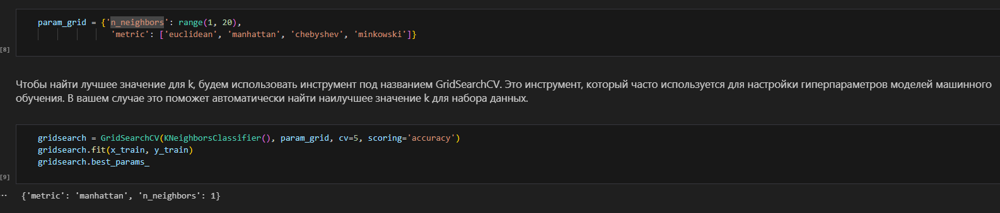 param_grid = {'n_neighbors': range(1, 20),
'metric': ['euclidean', 'manhattan', 'chebyshev', 'minkowski']}
[8]
Чтобы найти лучшее значение для k, будем использовать инструмент под названием GridSearchCV. Это инструмент, который часто используется для настройки гиперпараметров моделей машинного
обучения. В вашем случае это поможет автоматически найти наилучшее значение k для набора данных.
gridsearch = GridSearchCV(KNeighborsClassifier(), param_grid, cv=5, scoring='accuracy')
gridsearch.fit(x_train, y_train)
gridsearch.best_params_
[9]
... {'metric': 'manhattan', 'n_neighbors': 1}